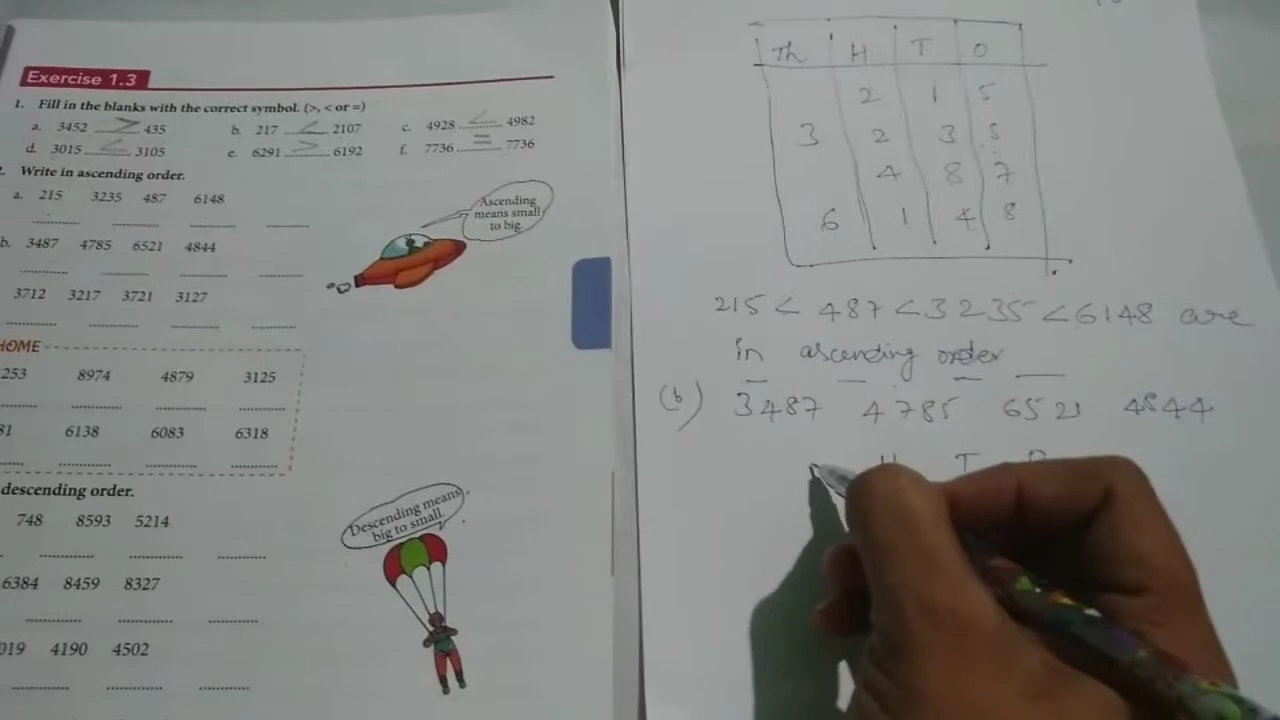 Exercise 1.3
1. Fill in the blanks with the correct symbol. (>, < or =)
a. 3452 > 435 b. 217 < 2107 c. 4928 < 4982
d. 3015 < 3105 e. 6291 > 6192 f. 7736 = 7736
. Write in ascending order.
a. 215 3235 487 6148
b. 3487 4785 6521 4844
3712 3217 3721 3127
Ascending
means small
to big.
HOME
253 8974 4879 3125
81 6138 6083 6318
descending order.
748 8593 5214
6384 8459 8327
019 4190 4502
Descending means
big to small.
Th H T O
2 1 5
3 2 3 5
4 8 7
6 1 4 8
215 < 487 < 3235 < 6148 are
in ascending order
(b) 3487 4785 6521 4844
H T O